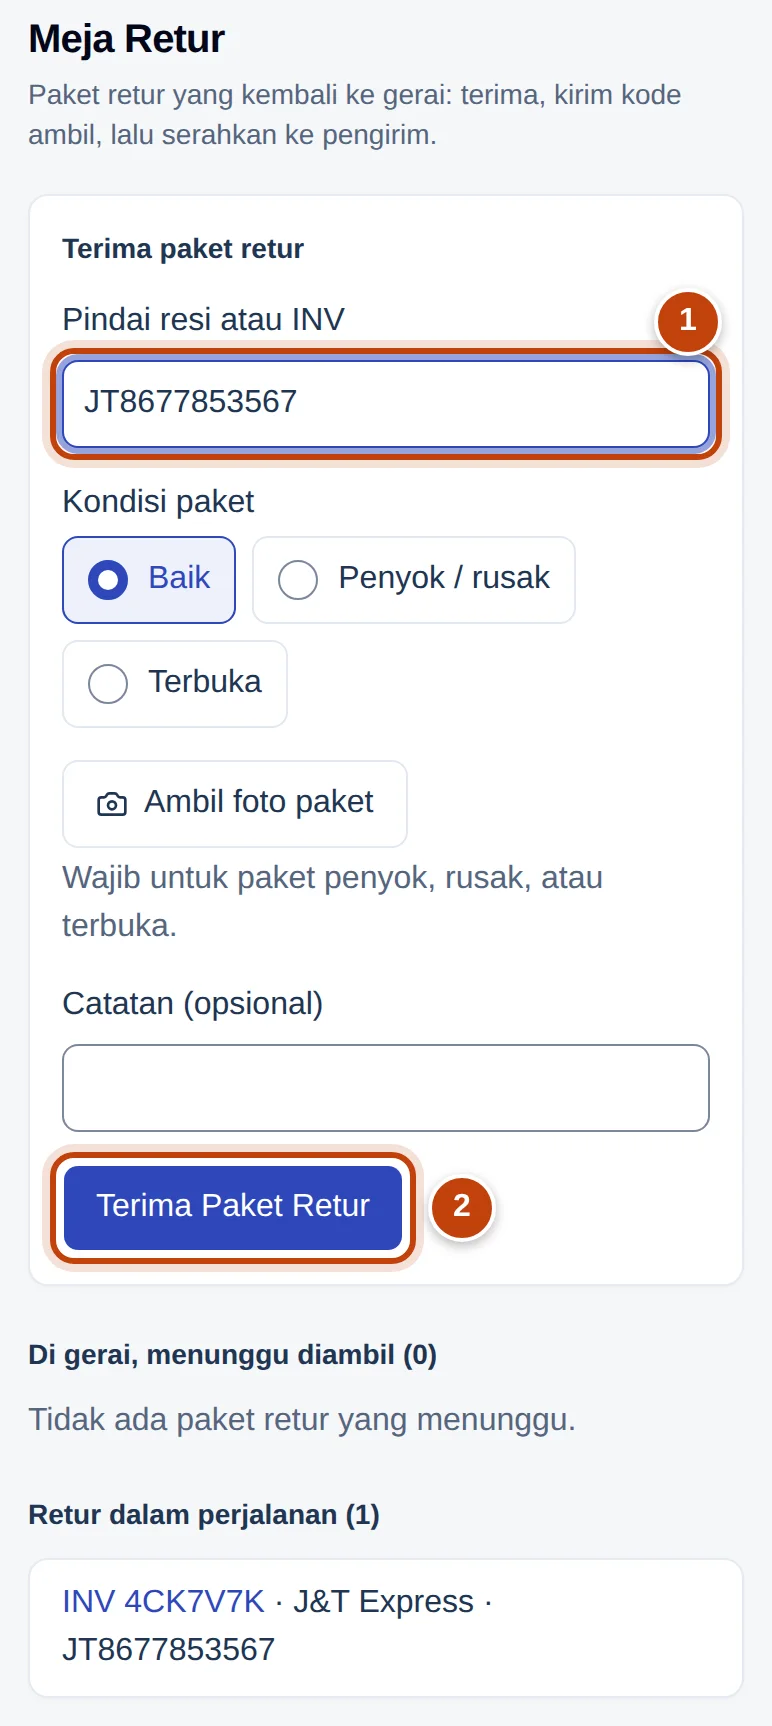 Meja Retur
Paket retur yang kembali ke gerai: terima, kirim kode
ambil, lalu serahkan ke pengirim.
Terima paket retur
Pindai resi atau INV
1
JT8677853567
Kondisi paket
Baik
Penyok / rusak
Terbuka
Ambil foto paket
Wajib untuk paket penyok, rusak, atau
terbuka.
Catatan (opsional)
Terima Paket Retur
2
Di gerai, menunggu diambil (0)
Tidak ada paket retur yang menunggu.
Retur dalam perjalanan (1)
INV 4CK7V7K · J&T Express ·
JT8677853567